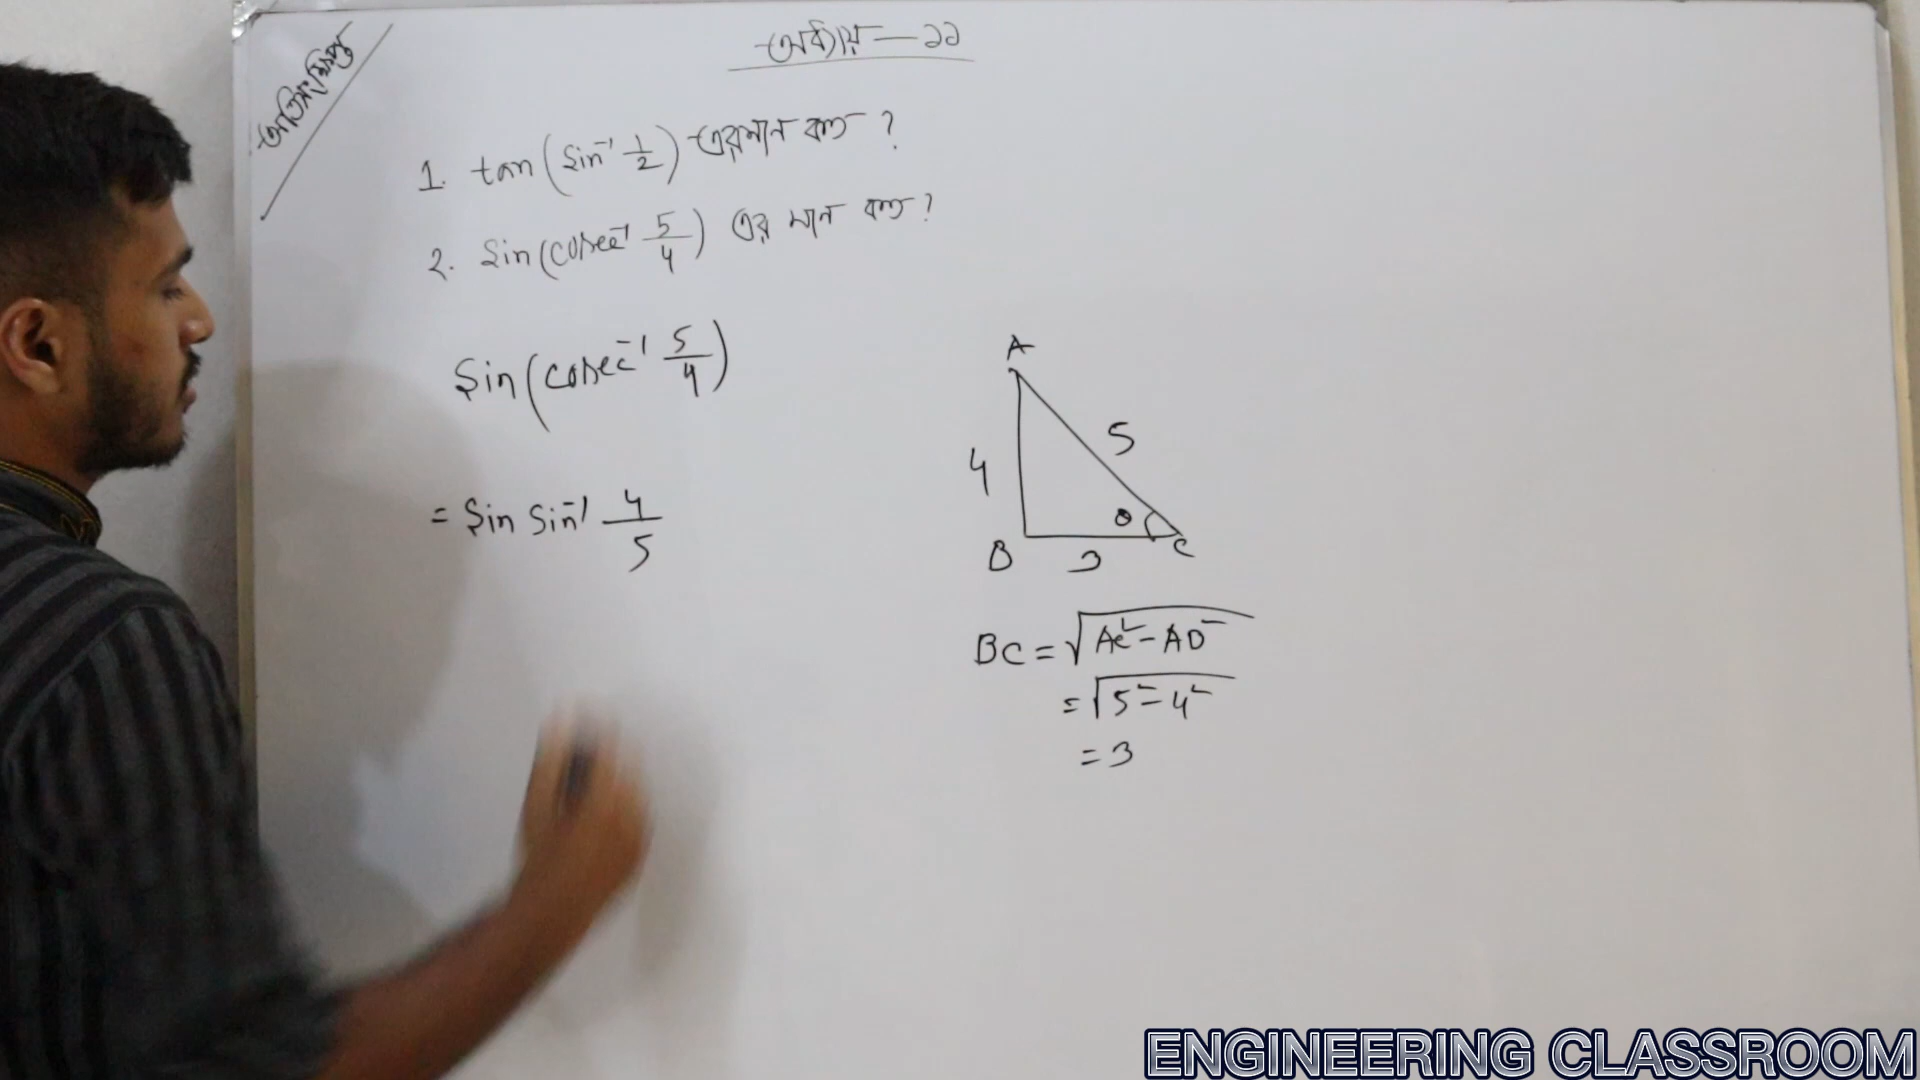 অতিসংক্ষিপ্ত
অধ্যায় — ১১
1. tan (sin⁻¹ 1/2) এর মান কত ?
2. sin (cosec⁻¹ 5/4) এর মান কত ?
sin (cosec⁻¹ 5/4)
= sin sin⁻¹ 4/5
A
4
5
θ
B
3
C
BC = √AC² - AB²
= √5² - 4²
= 3
ENGINEERING CLASSROOM